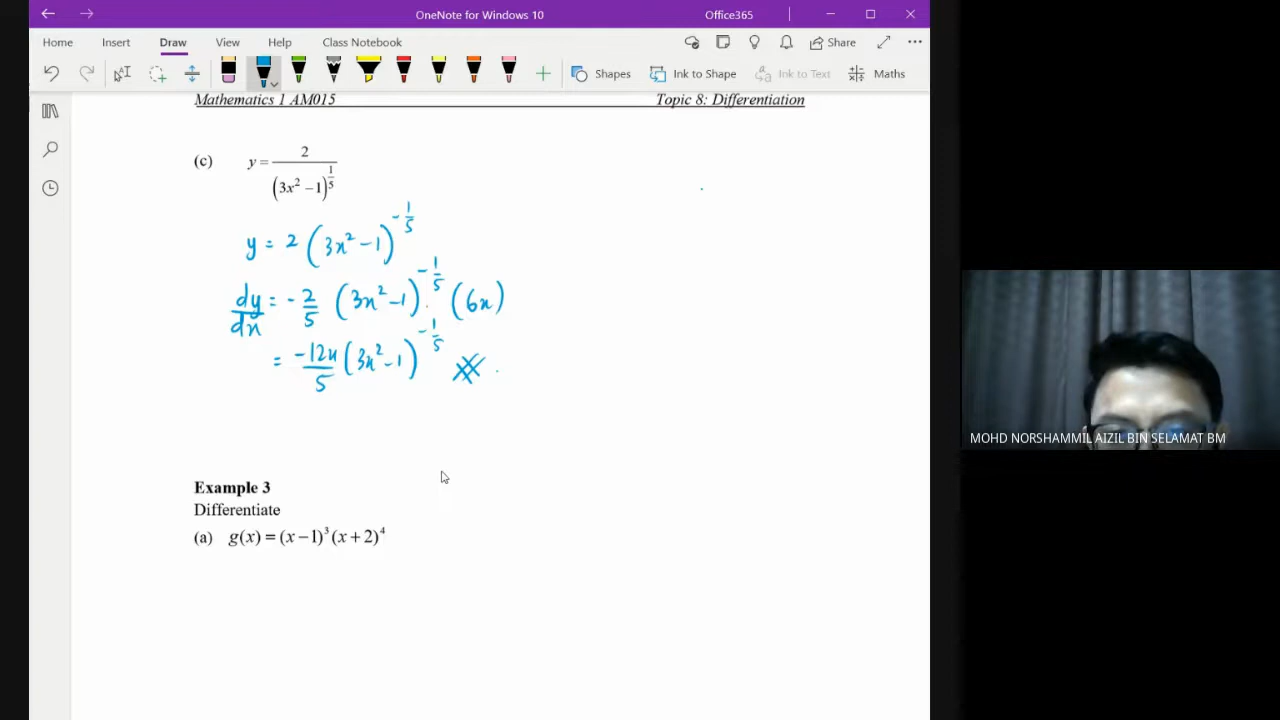 OneNote for Windows 10
Office365
Home Insert Draw View Help Class Notebook Share
Shapes Ink to Shape Ink to Text Maths
Mathematics 1 AM015 Topic 8: Differentiation
(c) y = 2 / (3x² − 1)^(1/5)
y = 2 (3x² − 1)^(−1/5)
dy/dx = − 2/5 (3x² − 1)^(−1/5) . (6x)
= −12x/5 (3x² − 1)^(−1/5)
MOHD NORSHAMMIL AIZIL BIN SELAMAT BM
Example 3
Differentiate
(a) g(x) = (x − 1)³ (x + 2)⁴